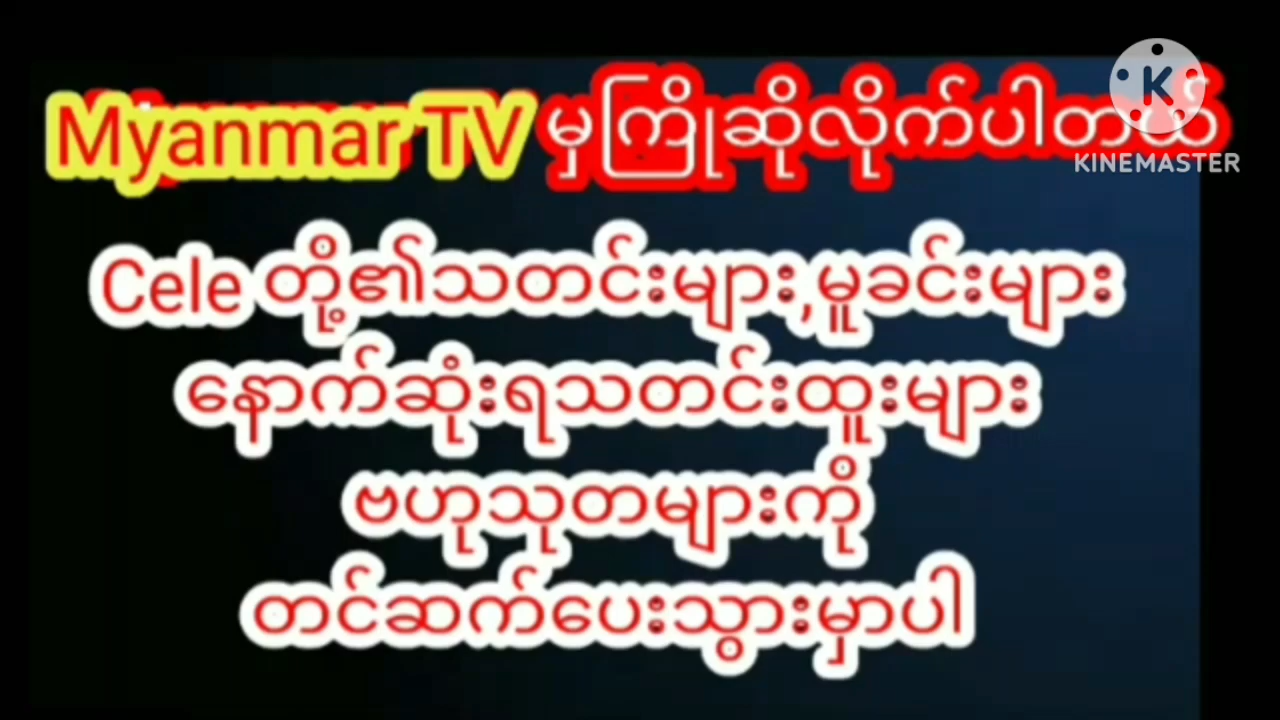 Myanmar TV မှကြိုဆိုလိုက်ပါတယ်
K
KINEMASTER
Cele တို့၏သတင်းများ,မူခင်းများ
နောက်ဆုံးရသတင်းထူးများ
ဗဟုသုတများကို
တင်ဆက်ပေးသွားမှာပါ